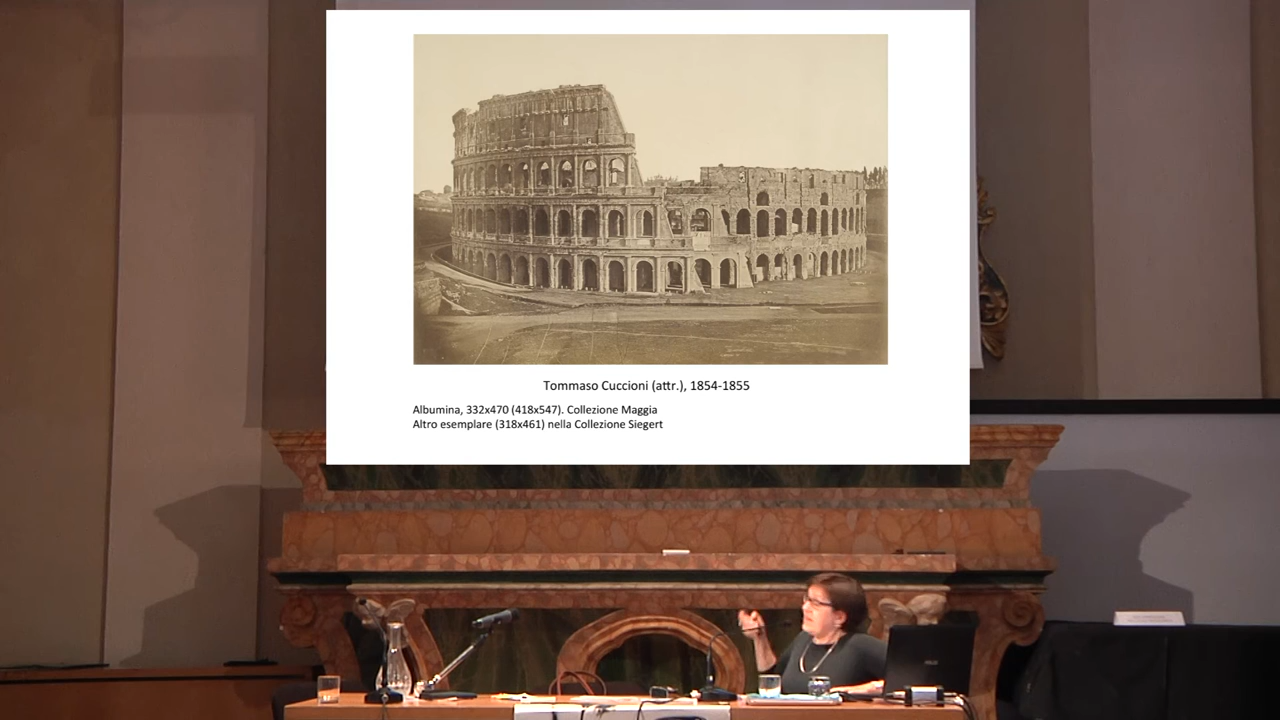 Tommaso Cuccioni (attr.), 1854-1855
Albumina, 332x470 (418x547). Collezione Maggia
Altro esemplare (318x461) nella Collezione Siegert